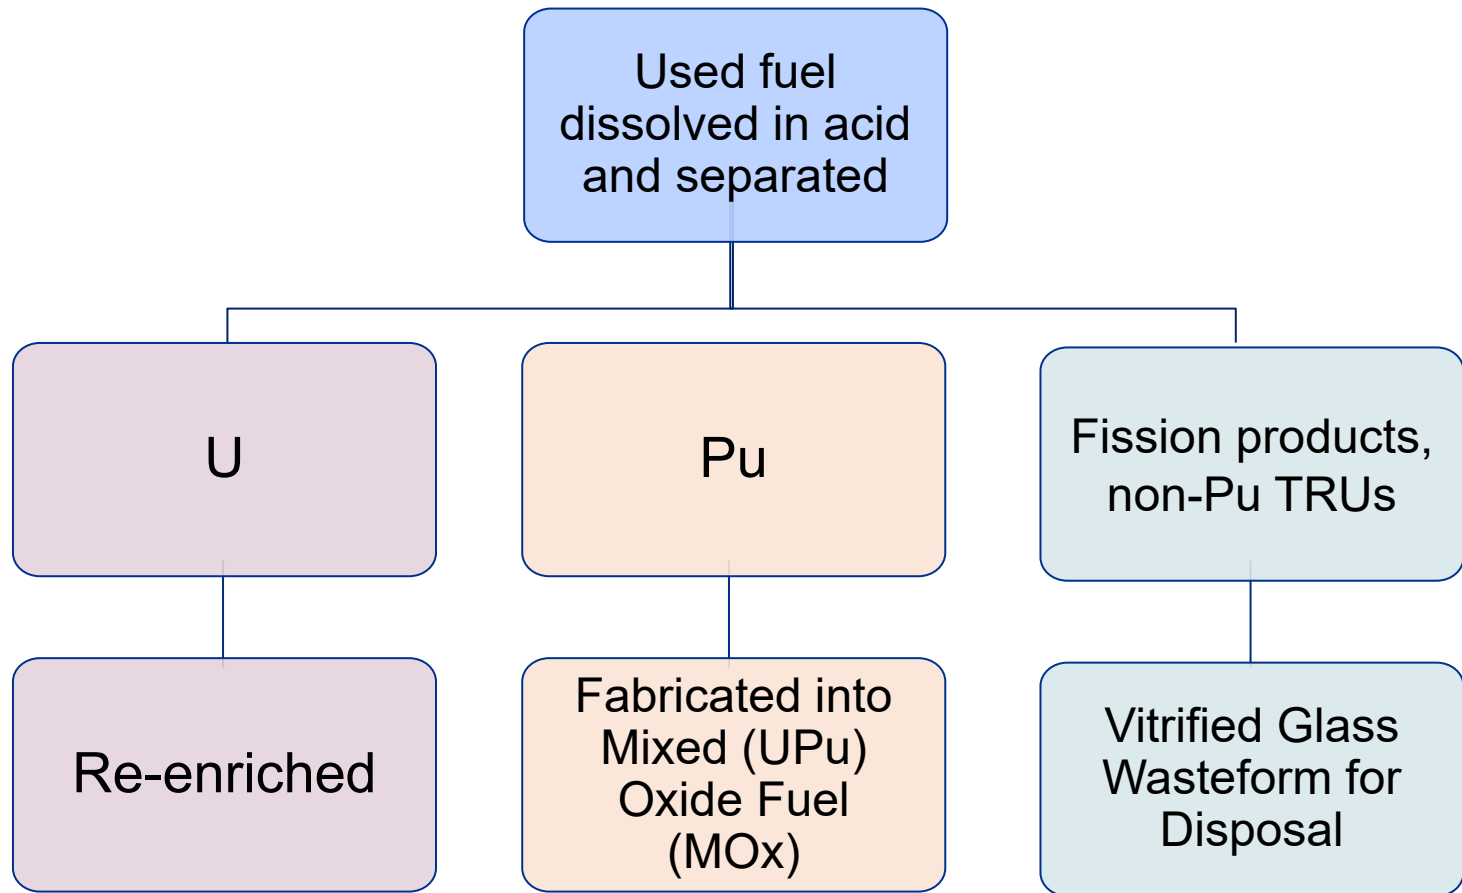 Used fuel
dissolved in acid
and separated
U
Pu
Fission products,
non-Pu TRUs
Re-enriched
Fabricated into
Mixed (UPu)
Oxide Fuel
(MOx)
Vitrified Glass
Wasteform for
Disposal